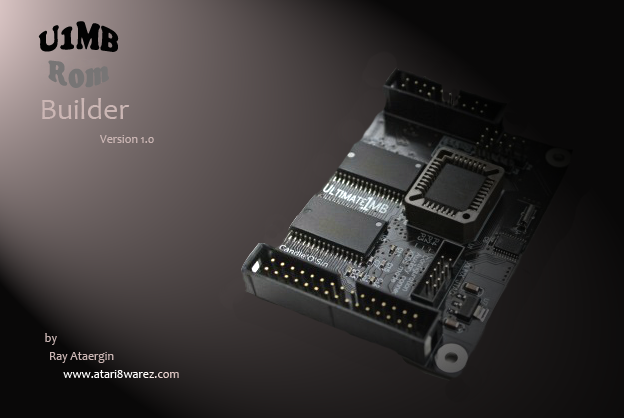 U1MB
Rom
Builder
Version 1.0
ULTIMATE1MB
Candle'O'Sin
by
Ray Ataergin
www.atari8warez.com